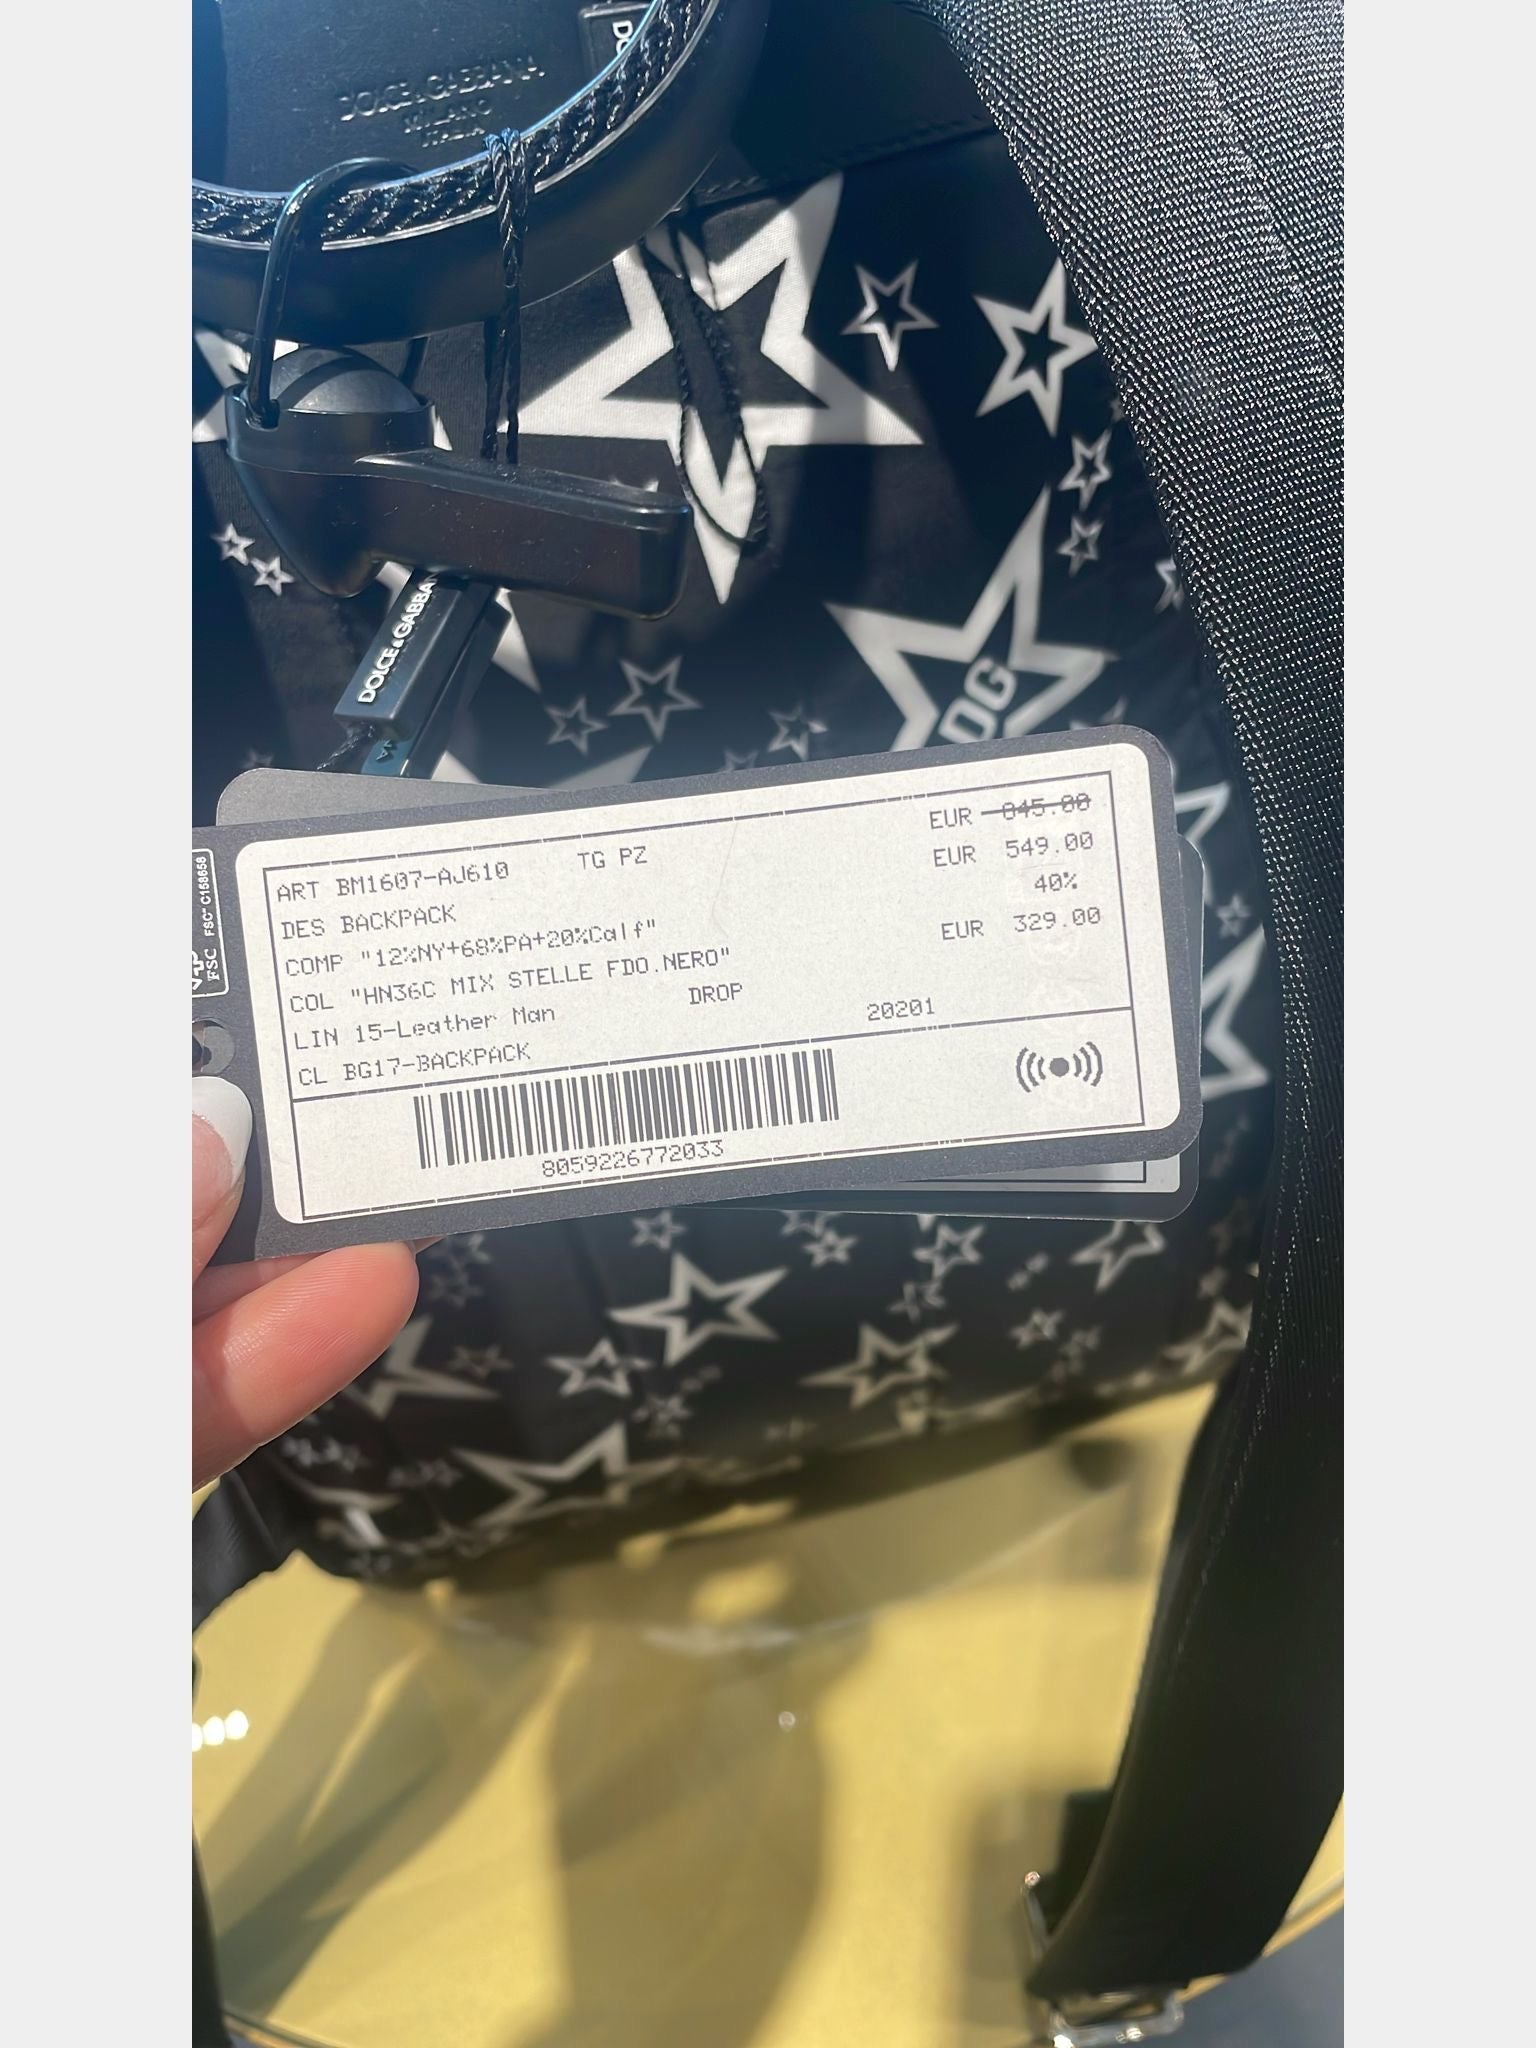 DOLCE & GABBANA
MILANO
ITALIA
DOLCE & GABBANA
DG
FSC FSC® C158658
ART BM1607-AJ610 TG PZ EUR 845.00
DES BACKPACK EUR 549.00
COMP "12%NY+68%PA+20%Calf" 40%
COL "HN36C MIX STELLE FDO.NERO" EUR 329.00
LIN 15-Leather Man DROP 20201
CL BG17-BACKPACK
8059226772033